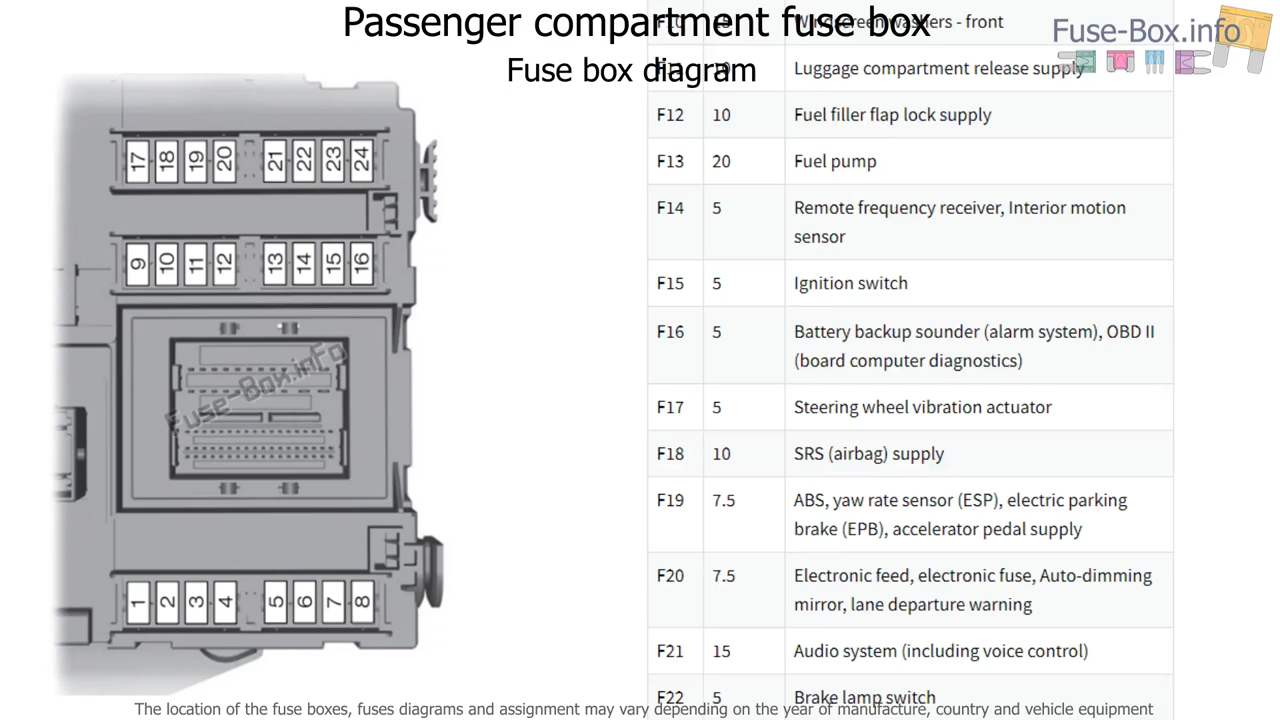 Passenger compartment fuse box
Fuse box diagram
Fuse-Box.info
17 18 19 20 21 22 23 24
9 10 11 12 13 14 15 16
Fuse-Box.info
1 2 3 4 5 6 7 8
F10 Windscreen washers - front
Luggage compartment release supply
F12 10 Fuel filler flap lock supply
F13 20 Fuel pump
F14 5 Remote frequency receiver, Interior motion
sensor
F15 5 Ignition switch
F16 5 Battery backup sounder (alarm system), OBD II
(board computer diagnostics)
F17 5 Steering wheel vibration actuator
F18 10 SRS (airbag) supply
F19 7.5 ABS, yaw rate sensor (ESP), electric parking
brake (EPB), accelerator pedal supply
F20 7.5 Electronic feed, electronic fuse, Auto-dimming
mirror, lane departure warning
F21 15 Audio system (including voice control)
F22 5 Brake lamp switch
The location of the fuse boxes, fuses diagrams and assignment may vary depending on the year of manufacture, country and vehicle equipment